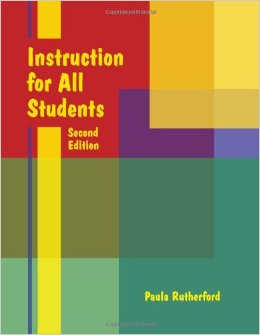 Instruction
for All
Students
Second
Edition
Paula Rutherford